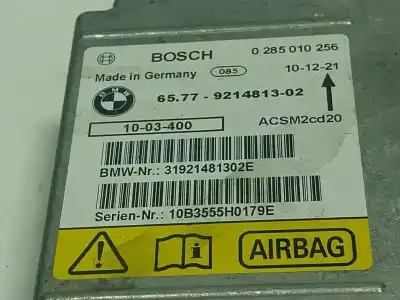 BOSCH 0 285 010 256
Made in Germany 085 10-12-21
BMW 65.77 - 9214813-02
10-03-400 ACSM2cd20
BMW-Nr.: 31921481302E
Serien-Nr.: 10B3555H0179E
AIRBAG